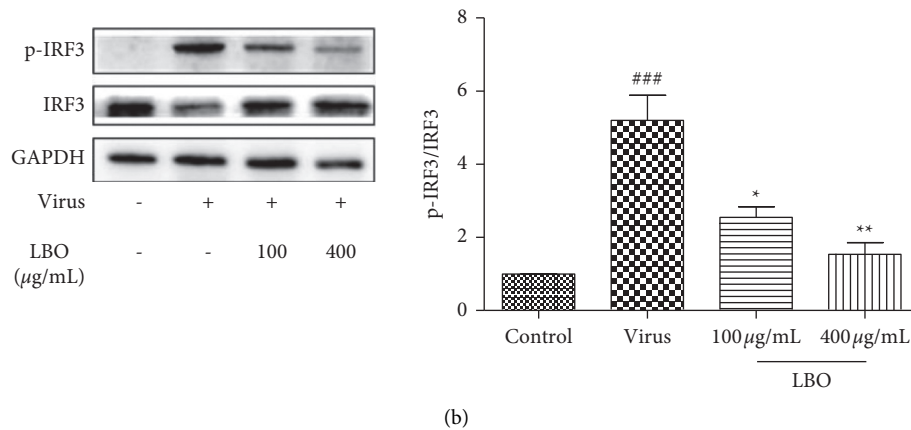 p-IRF3
IRF3
GAPDH
Virus - + + +
LBO - - 100 400
(µg/mL)
8
6
4
2
0
p-IRF3/IRF3
###
*
**
Control Virus 100 µg/mL 400 µg/mL
LBO
(b)